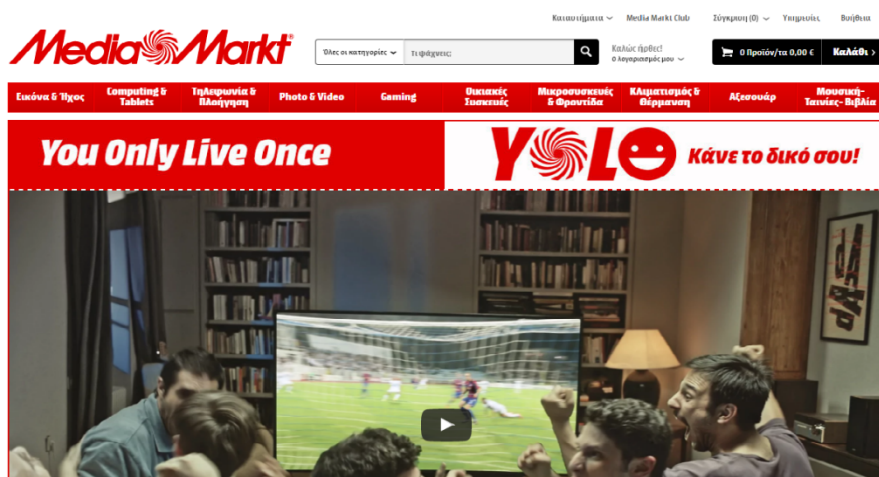 Καταστήματα Media Markt Club Σύγκριση (0) Υπηρεσίες Βοήθεια
Media Markt
Όλες οι κατηγορίες Τι ψάχνεις;
Καλώς ήρθες!
Ο λογαριασμός μου
0 Προϊόν/τα 0,00 € Καλάθι >
Εικόνα & Ήχος
Computing & Tablets
Τηλεφωνία & Πλοήγηση
Photo & Video
Gaming
Οικιακές Συσκευές
Μικροσυσκευές & Φροντίδα
Κλιματισμός & Θέρμανση
Αξεσουάρ
Μουσική-Ταινίες-Βιβλία
You Only Live Once
YOLO Κάνε το δικό σου!